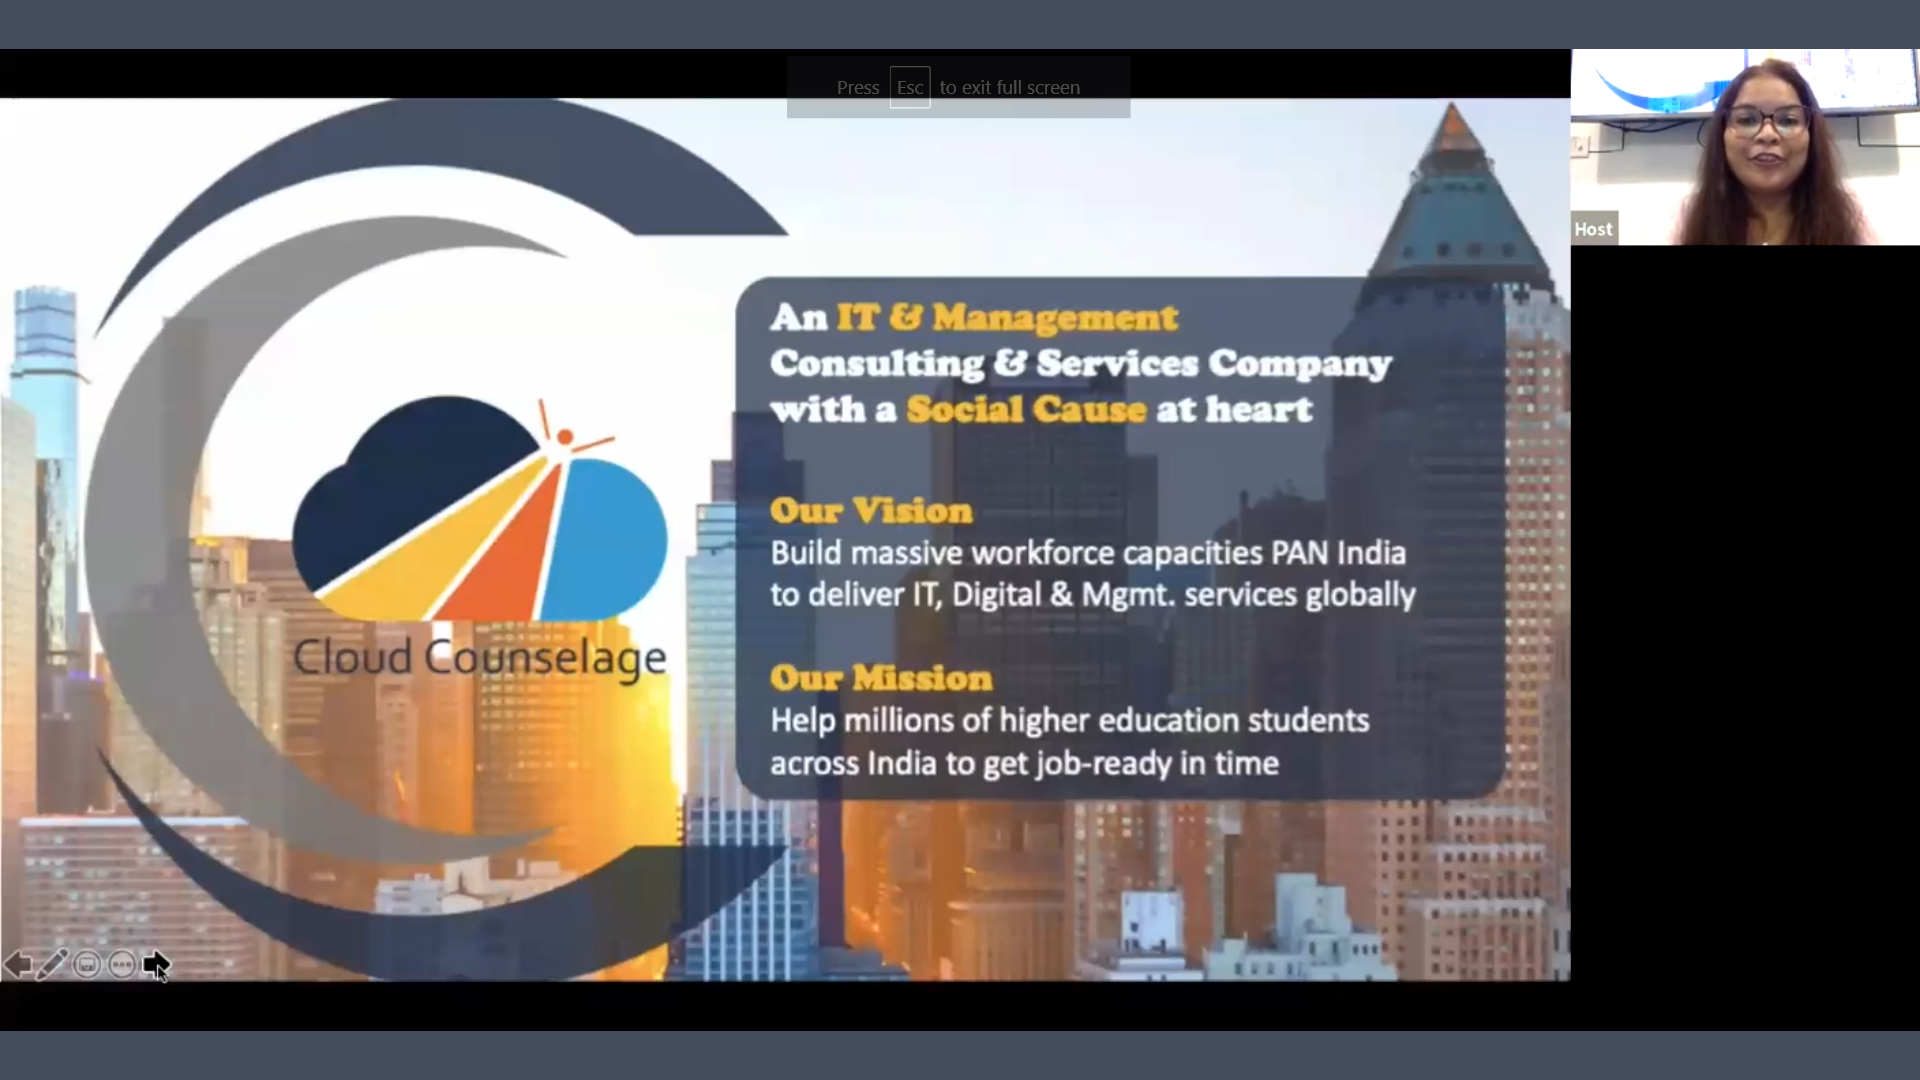 Press Esc to exit full screen
Host
An IT & Management
Consulting & Services Company
with a Social Cause at heart
Our Vision
Build massive workforce capacities PAN India
to deliver IT, Digital & Mgmt. services globally
Our Mission
Help millions of higher education students
across India to get job-ready in time
Cloud Counselage